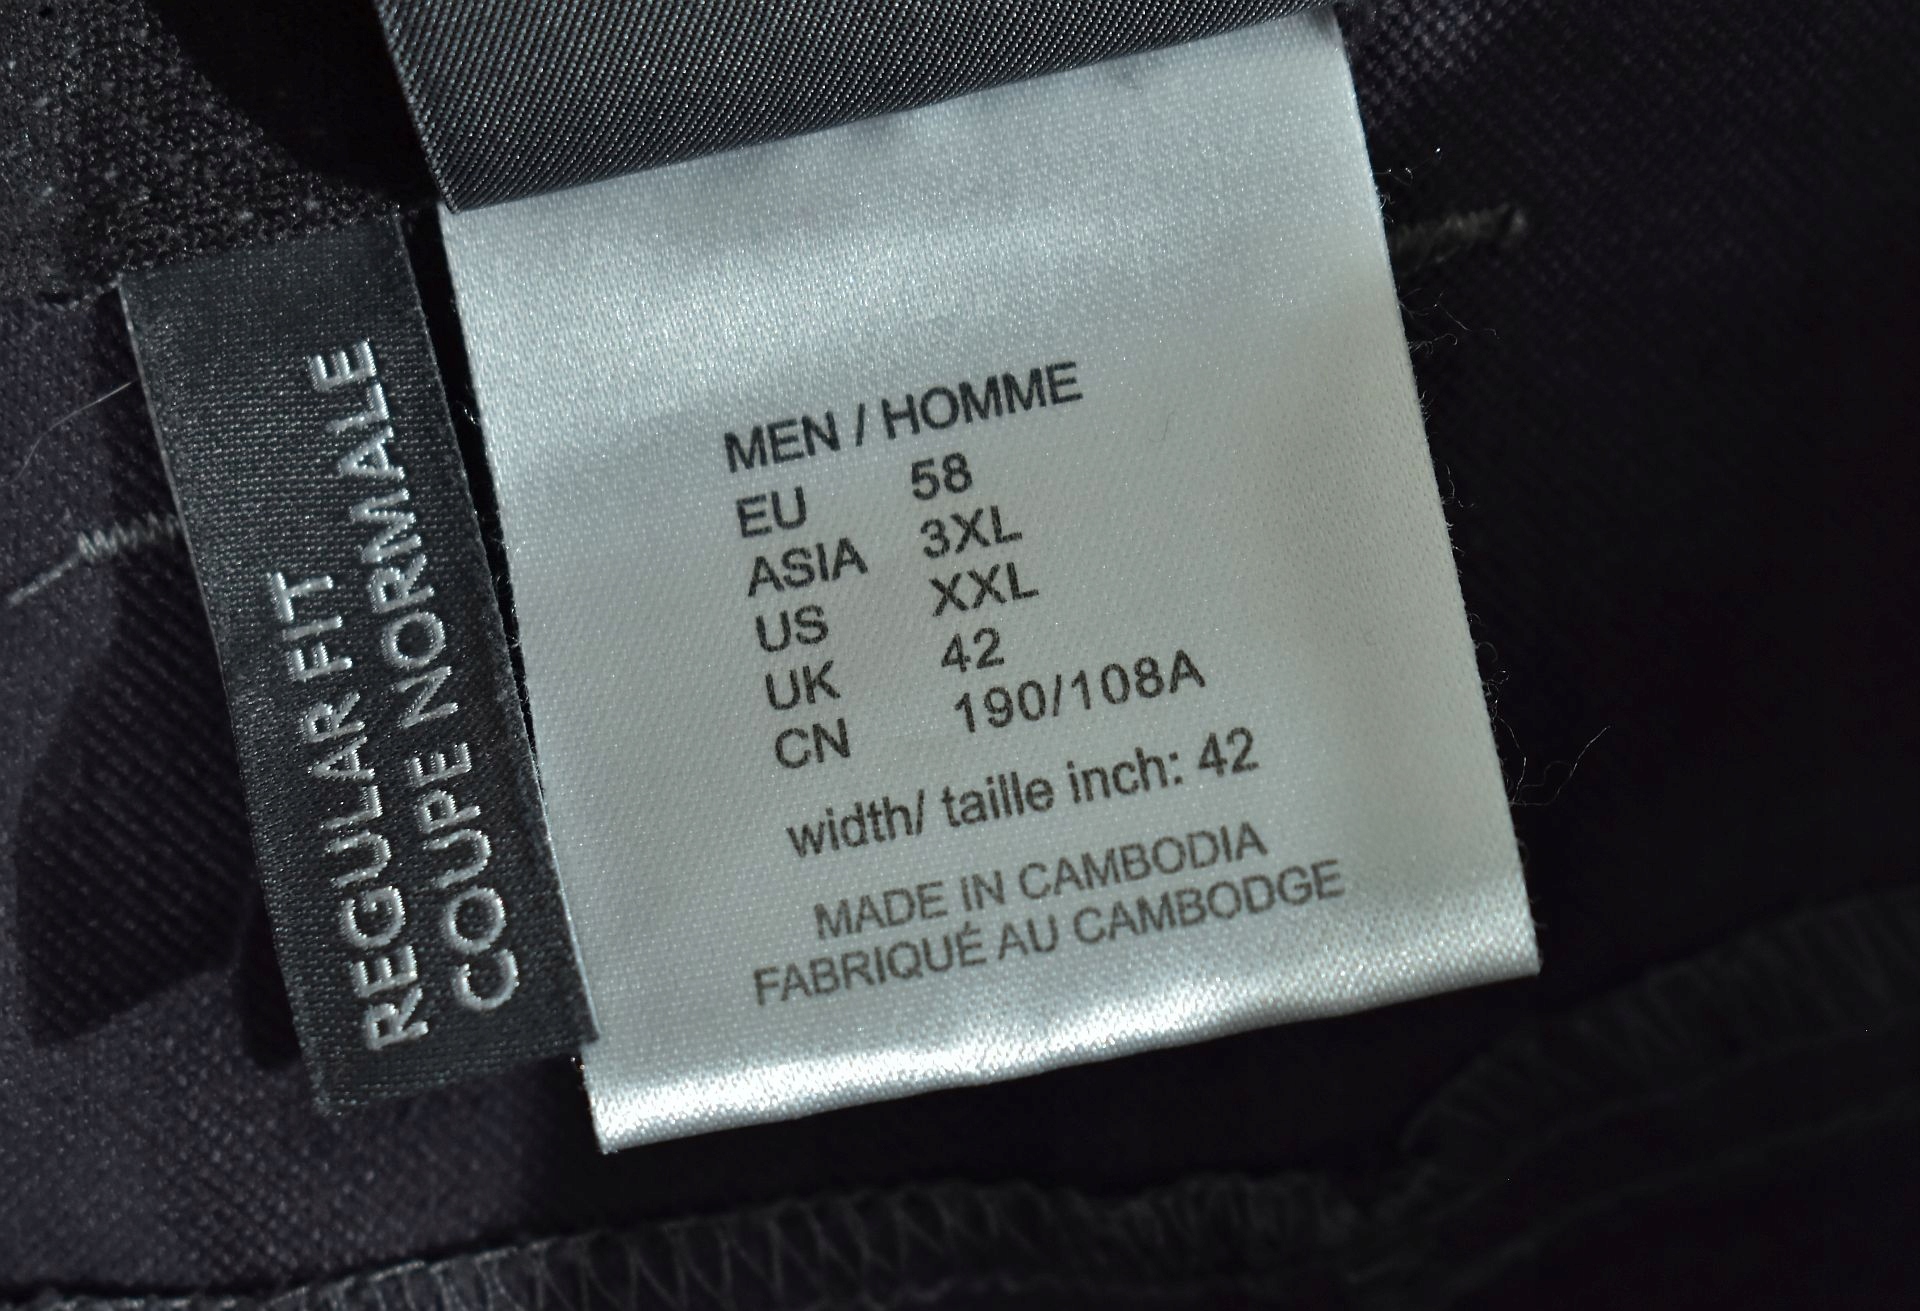 REGULAR FIT
COUPE NORMALE
MEN / HOMME
EU 58
ASIA 3XL
US XXL
UK 42
CN 190/108A
width/ taille inch: 42
MADE IN CAMBODIA
FABRIQUÉ AU CAMBODGE